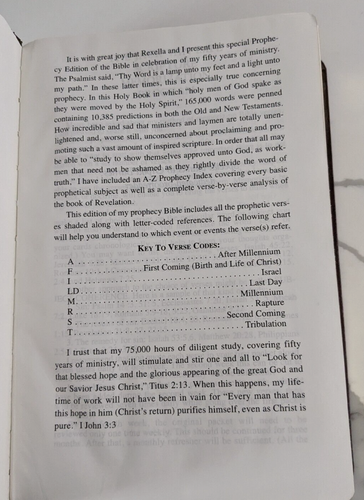 It is with great joy that Rexella and I present this special Prophe-
cy Edition of the Bible in celebration of my fifty years of ministry.
The Psalmist said, "Thy Word is a lamp unto my feet and a light unto
my path." In these latter times, this is especially true concerning
prophecy. In this Holy Book in which "holy men of God spake as
they were moved by the Holy Spirit," 165,000 words were penned
containing 10,385 predictions in both the Old and New Testaments.
How incredible and sad that ministers and laymen are totally unen-
lightened and, worse still, unconcerned about proclaiming and pro-
moting such a vast amount of inspired scripture. In order that all may
be able to "study to show themselves approved unto God, as work-
men that need not be ashamed as they rightly divide the word of
truth," I have included an A-Z Prophecy Index covering every basic
prophetical subject as well as a complete verse-by-verse analysis of
the book of Revelation.
This edition of my prophecy Bible includes all the prophetic vers-
es shaded along with letter-coded references. The following chart
will help you understand to which event or events the verse(s) refer.
KEY TO VERSE CODES:
A . . . . . . . . . . . . . . . . . . . . . . . . . . After Millennium
F . . . . . . . . . . . . . First Coming (Birth and Life of Christ)
I . . . . . . . . . . . . . . . . . . . . . . . . . . . . . . . . . . Israel
LD . . . . . . . . . . . . . . . . . . . . . . . . . . . . . . . Last Day
M . . . . . . . . . . . . . . . . . . . . . . . . . . . . . Millennium
R . . . . . . . . . . . . . . . . . . . . . . . . . . . . . . . . Rapture
S . . . . . . . . . . . . . . . . . . . . . . . . . . . Second Coming
T . . . . . . . . . . . . . . . . . . . . . . . . . . . . . . Tribulation
I trust that my 75,000 hours of diligent study, covering fifty
years of ministry, will stimulate and stir one and all to "Look for
that blessed hope and the glorious appearing of the great God and
our Savior Jesus Christ," Titus 2:13. When this happens, my life-
time of work will not have been in vain for "Every man that has
this hope in him (Christ's return) purifies himself, even as Christ is
pure." I John 3:3